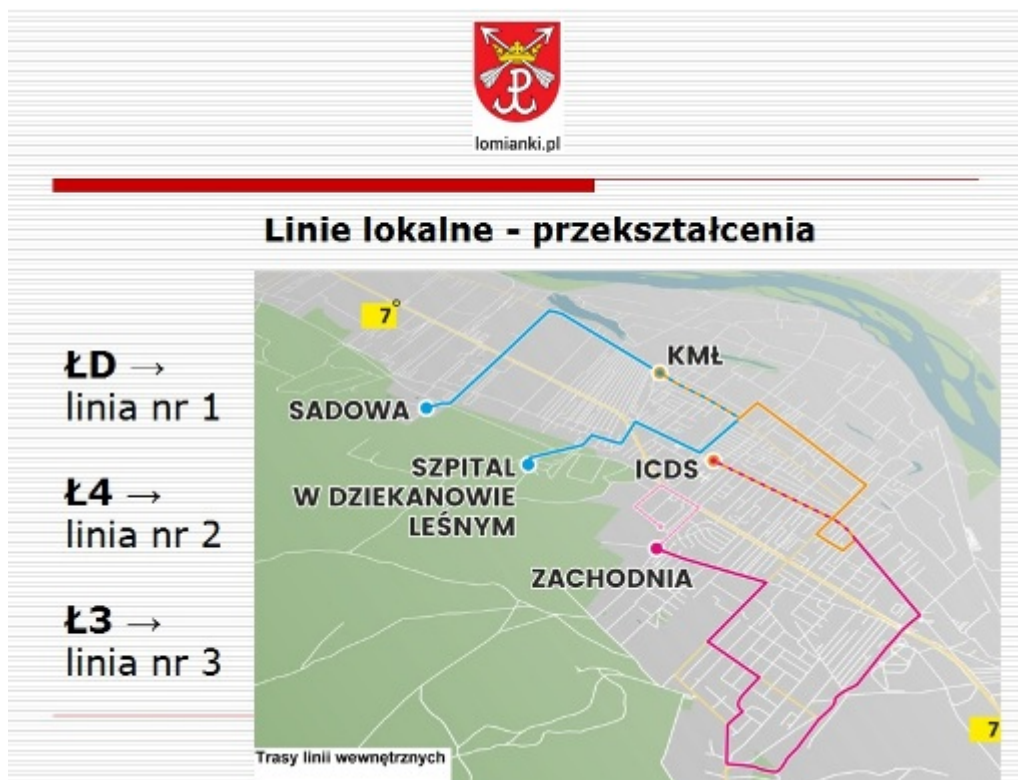 lomianki.pl
Linie lokalne - przekształcenia
ŁD →
linia nr 1
Ł4 →
linia nr 2
Ł3 →
linia nr 3
7
KMŁ
SADOWA
SZPITAL
W DZIEKANOWIE
LEŚNYM
ICDS
ZACHODNIA
7
Trasy linii wewnętrznych